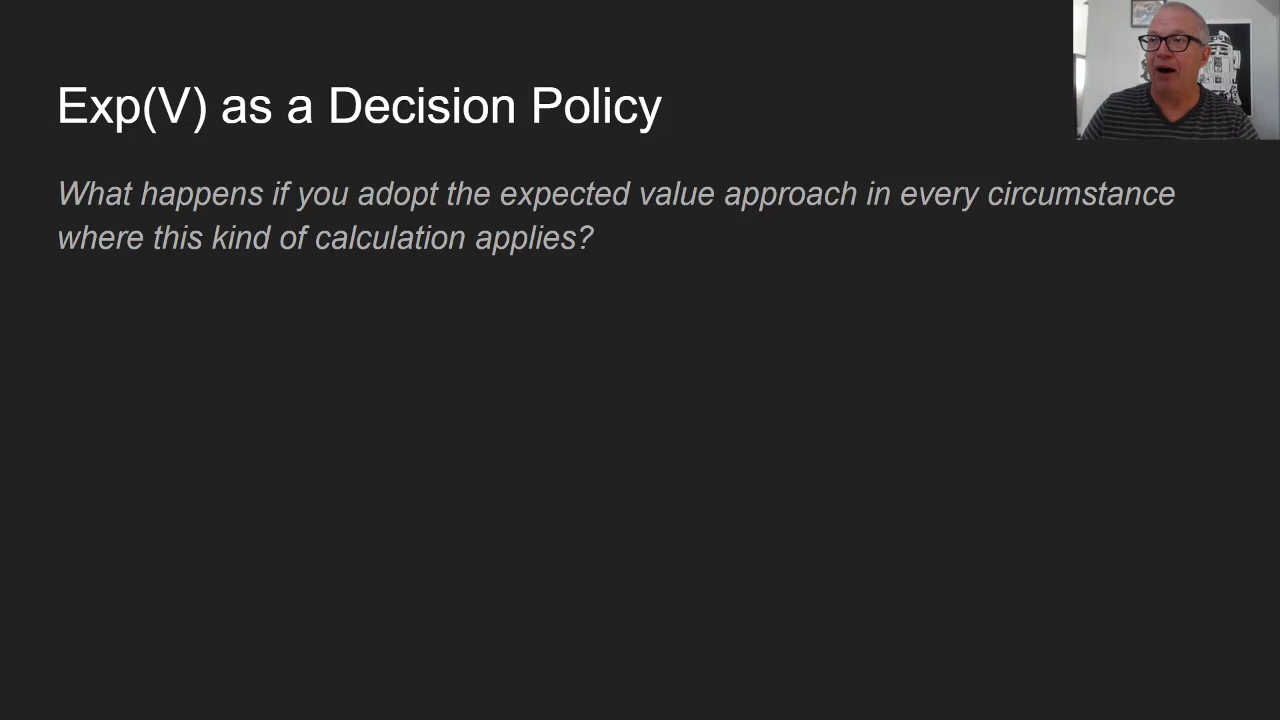 Exp(V) as a Decision Policy
What happens if you adopt the expected value approach in every circumstance
where this kind of calculation applies?